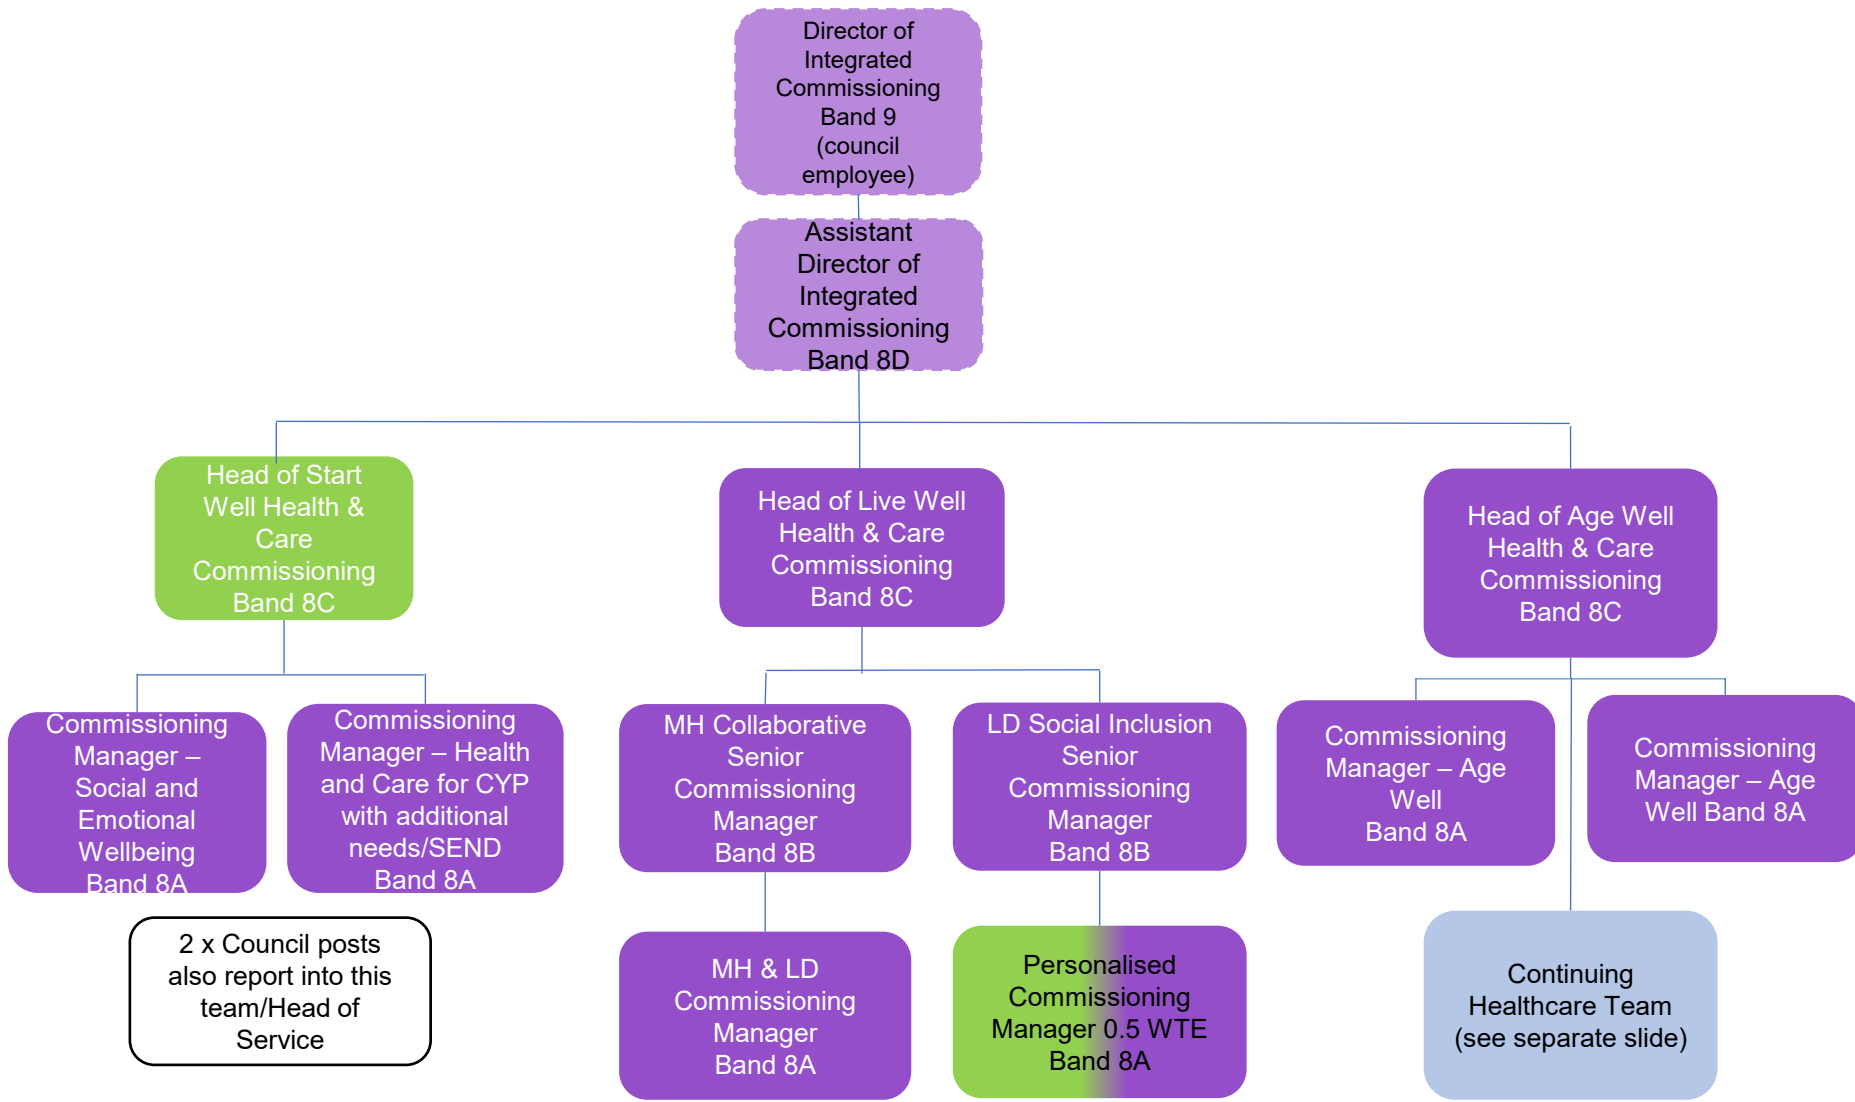 Director of
Integrated
Commissioning
Band 9
(council
employee)
Assistant
Director of
Integrated
Commissioning
Band 8D
Head of Start
Well Health &
Care
Commissioning
Band 8C
Head of Live Well
Health & Care
Commissioning
Band 8C
Head of Age Well
Health & Care
Commissioning
Band 8C
Commissioning
Manager –
Social and
Emotional
Wellbeing
Band 8A
Commissioning
Manager – Health
and Care for CYP
with additional
needs/SEND
Band 8A
MH Collaborative
Senior
Commissioning
Manager
Band 8B
LD Social Inclusion
Senior
Commissioning
Manager
Band 8B
Commissioning
Manager – Age
Well
Band 8A
Commissioning
Manager – Age
Well Band 8A
2 x Council posts
also report into this
team/Head of
Service
MH & LD
Commissioning
Manager
Band 8A
Personalised
Commissioning
Manager 0.5 WTE
Band 8A
Continuing
Healthcare Team
(see separate slide)